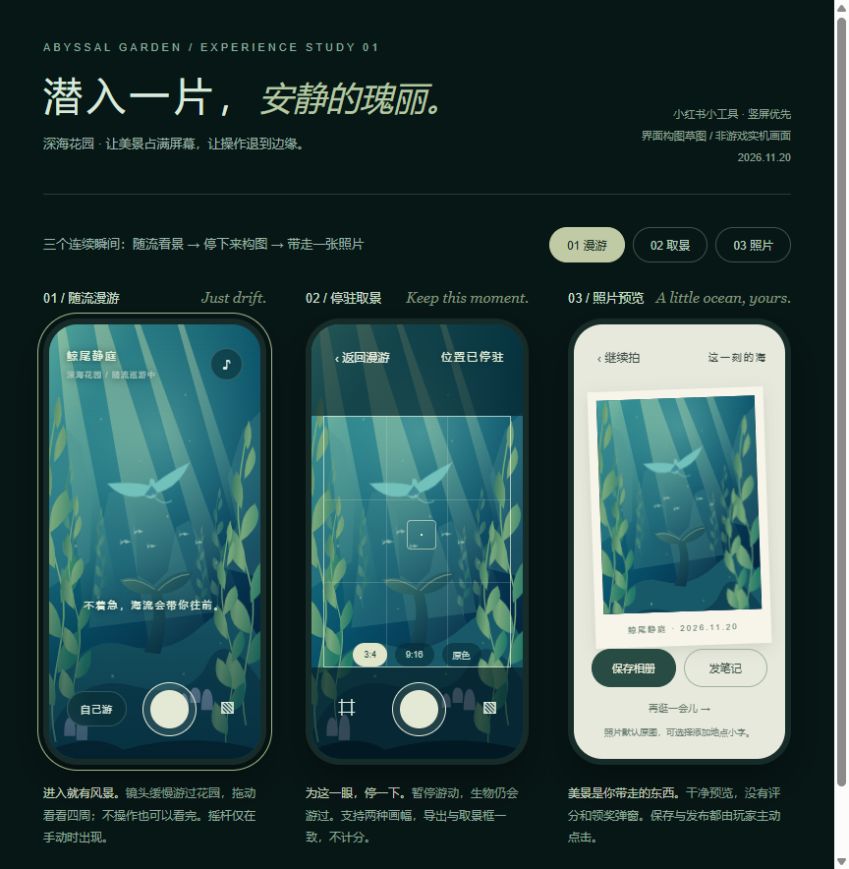 ABYSSAL GARDEN / EXPERIENCE STUDY 01
潜入一片，安静的瑰丽。
深海花园 · 让美景占满屏幕，让操作退到边缘。
小红书小工具 · 竖屏优先
界面构图草图 / 非游戏实机画面
2026.11.20
三个连续瞬间：随流看景 → 停下来构图 → 带走一张照片
01 漫游
02 取景
03 照片
01 / 随流漫游
Just drift.
鲸尾静庭
深海花园 / 随流巡游中
不着急，海流会带你往前。
自己游
进入就有风景。镜头缓慢游过花园，拖动
看看四周；不操作也可以看完。摇杆仅在
手动时出现。
02 / 停驻取景
Keep this moment.
‹ 返回漫游
位置已停驻
3:4
9:16
原色
为这一眼，停一下。暂停游动，生物仍会
游过。支持两种画幅，导出与取景框一
致，不计分。
03 / 照片预览
A little ocean, yours.
‹ 继续拍
这一刻的海
鲸尾静庭 · 2026.11.20
保存相册
发笔记
再逛一会儿 →
照片默认原图，可选择添加地点小字。
美景是你带走的东西。干净预览，没有评
分和领奖弹窗。保存与发布都由玩家主动
点击。